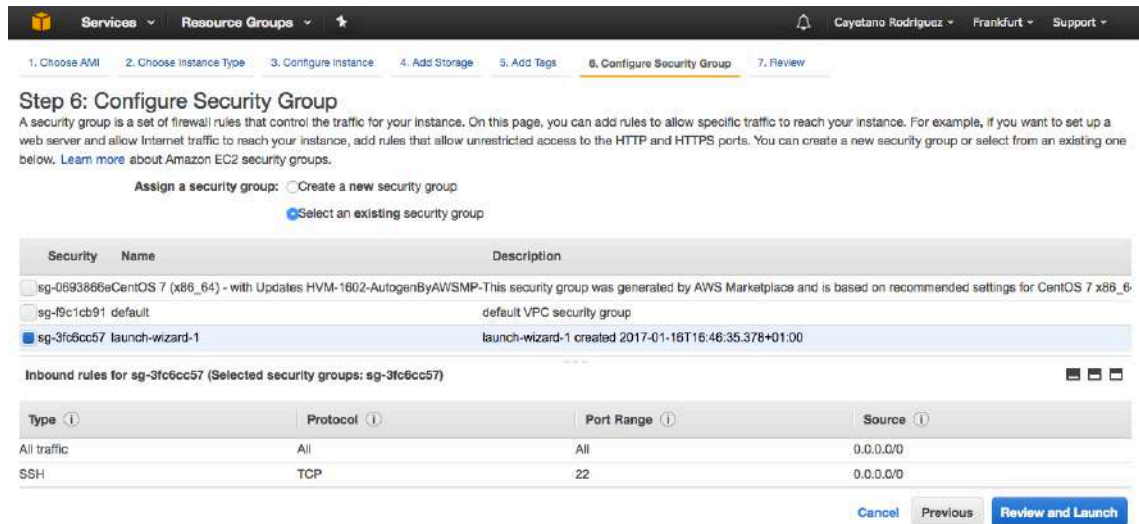 Services Resource Groups Cayetano Rodriguez Frankfurt Support
1. Choose AMI 2. Choose Instance Type 3. Configure Instance 4. Add Storage 5. Add Tags 6. Configure Security Group 7. Review
Step 6: Configure Security Group
A security group is a set of firewall rules that control the traffic for your instance. On this page, you can add rules to allow specific traffic to reach your instance. For example, if you want to set up a
web server and allow Internet traffic to reach your instance, add rules that allow unrestricted access to the HTTP and HTTPS ports. You can create a new security group or select from an existing one
below. Learn more about Amazon EC2 security groups.
Assign a security group: Create a new security group
Select an existing security group
Security Name Description
sg-0693866eCentOS 7 (x86_64) - with Updates HVM-1602-AutogenByAWSMP-This security group was generated by AWS Marketplace and is based on recommended settings for CentOS 7 x86_6
sg-f9c1cb91 default default VPC security group
sg-3fc6cc57 launch-wizard-1 launch-wizard-1 created 2017-01-16T16:46:35.378+01:00
Inbound rules for sg-3fc6cc57 (Selected security groups: sg-3fc6cc57)
Type Protocol Port Range Source
All traffic All All 0.0.0.0/0
SSH TCP 22 0.0.0.0/0
Cancel Previous Review and Launch